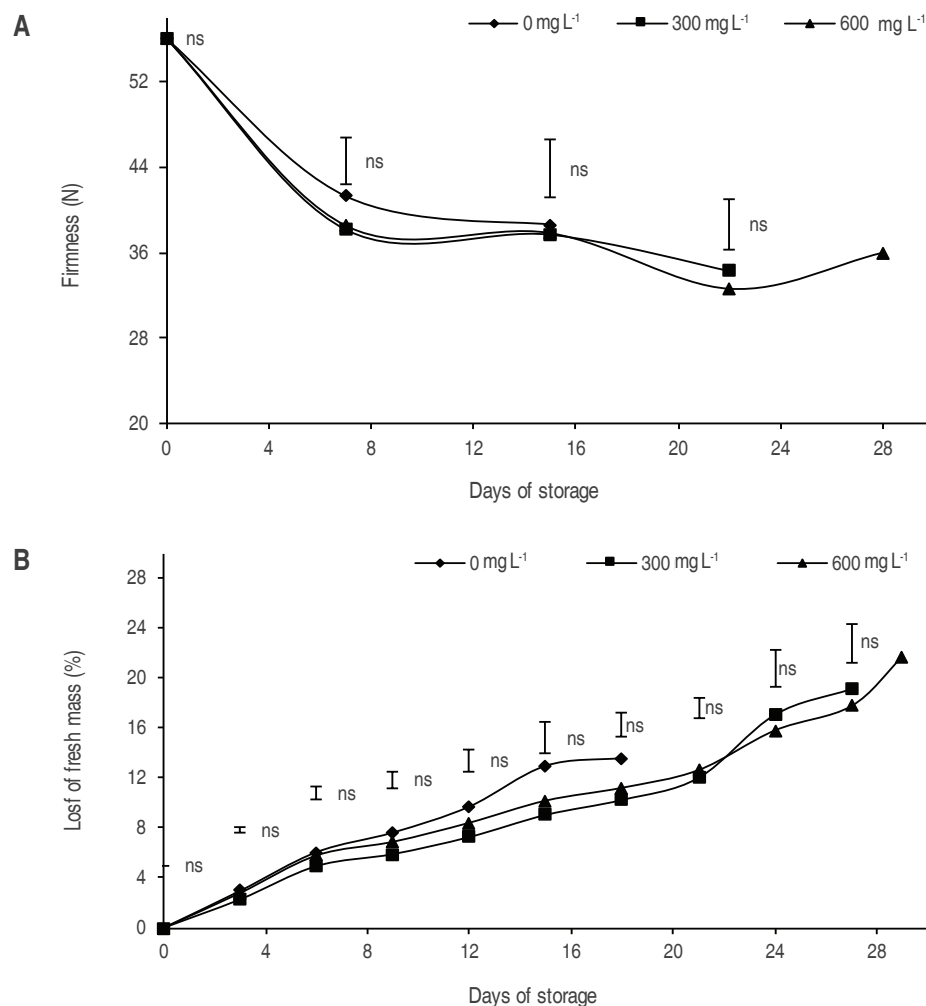 A
0 mg L-1 300 mg L-1 600 mg L-1
ns
52
44
36
28
20
ns
ns
ns
Firmness (N)
0 4 8 12 16 20 24 28
Days of storage
B
0 mg L-1 300 mg L-1 600 mg L-1
28
24
20
16
12
8
4
0
ns
ns
ns
ns
ns
ns
ns
ns
ns
ns
Losf of fresh mass (%)
0 4 8 12 16 20 24 28
Days of storage